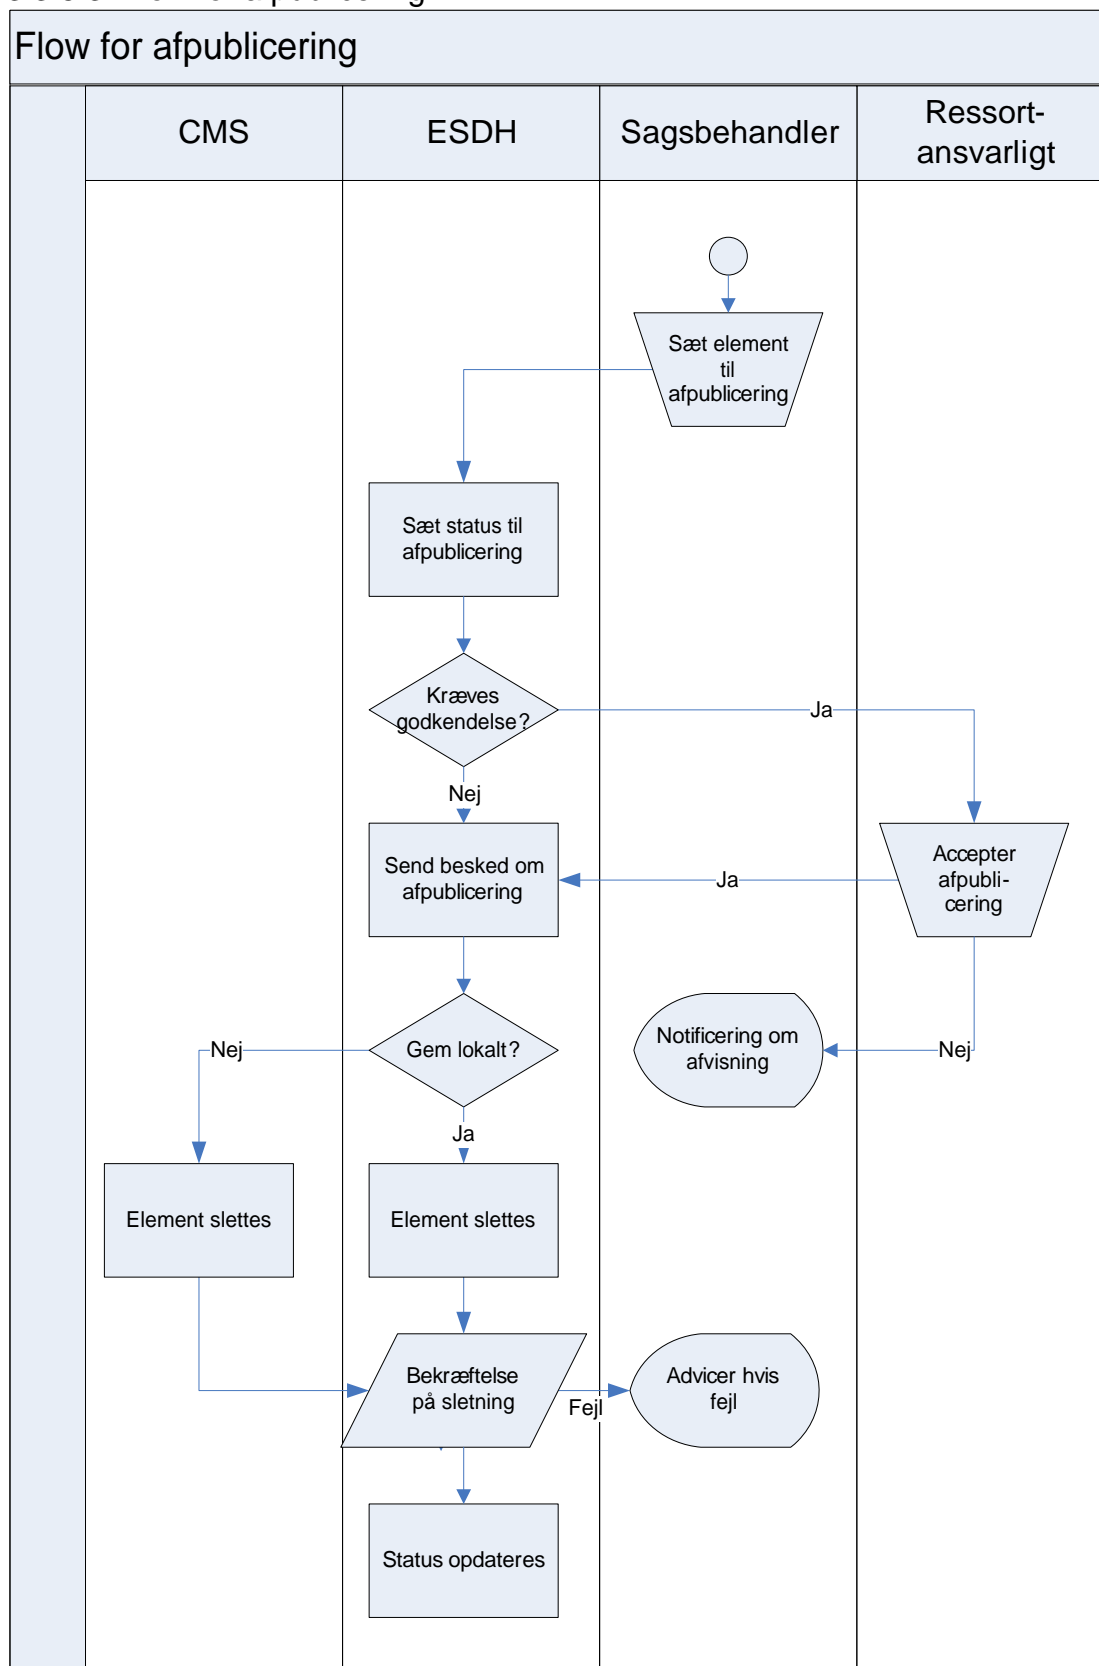 Flow for afpublicering
CMS
ESDH
Sagsbehandler
Ressort-
ansvarligt
Sæt element
til
afpublicering
Sæt status til
afpublicering
Kræves
godkendelse?
Ja
Nej
Send besked om
afpublicering
Ja
Accepter
afpubli-
cering
Nej
Gem lokalt?
Notificering om
afvisning
Nej
Ja
Element slettes
Element slettes
Bekræftelse
på sletning
Fejl
Advicer hvis
fejl
Status opdateres